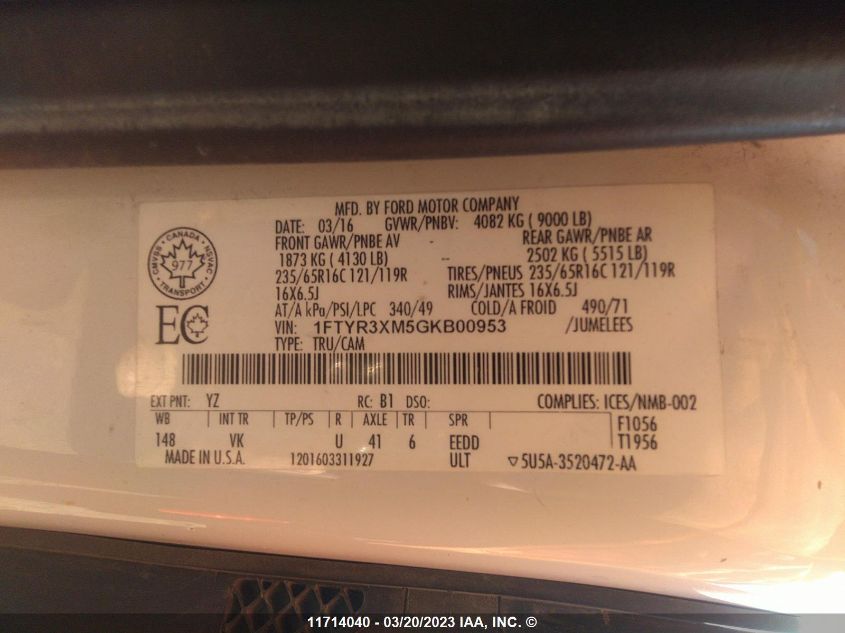 MFD. BY FORD MOTOR COMPANY
DATE: 03/16 GVWR/PNBV: 4082 KG ( 9000 LB)
FRONT GAWR/PNBE AV - REAR GAWR/PNBE AR
1873 KG ( 4130 LB) -- 2502 KG ( 5515 LB)
235/65R16C 121/119R TIRES/PNEUS 235/65R16C 121/119R
16X6.5J RIMS/JANTES 16X6.5J
AT/A kPa/PSI/LPC 340/49 COLD/A FROID 490/71
VIN: 1FTYR3XM5GKB00953 /JUMELEES
TYPE: TRU/CAM
CMVSS CANADA NSVAC
977
TRANSPORT
EC
EXT PNT: YZ RC: B1 DSO: COMPLIES: ICES/NMB-002
WB INT TR TP/PS R AXLE TR SPR F1056
148 VK U 41 6 EEDD T1956
MADE IN U.S.A. 1201603311927 ULT ▽5U5A-3520472-AA
11714040 - 03/20/2023 IAA, INC. ©